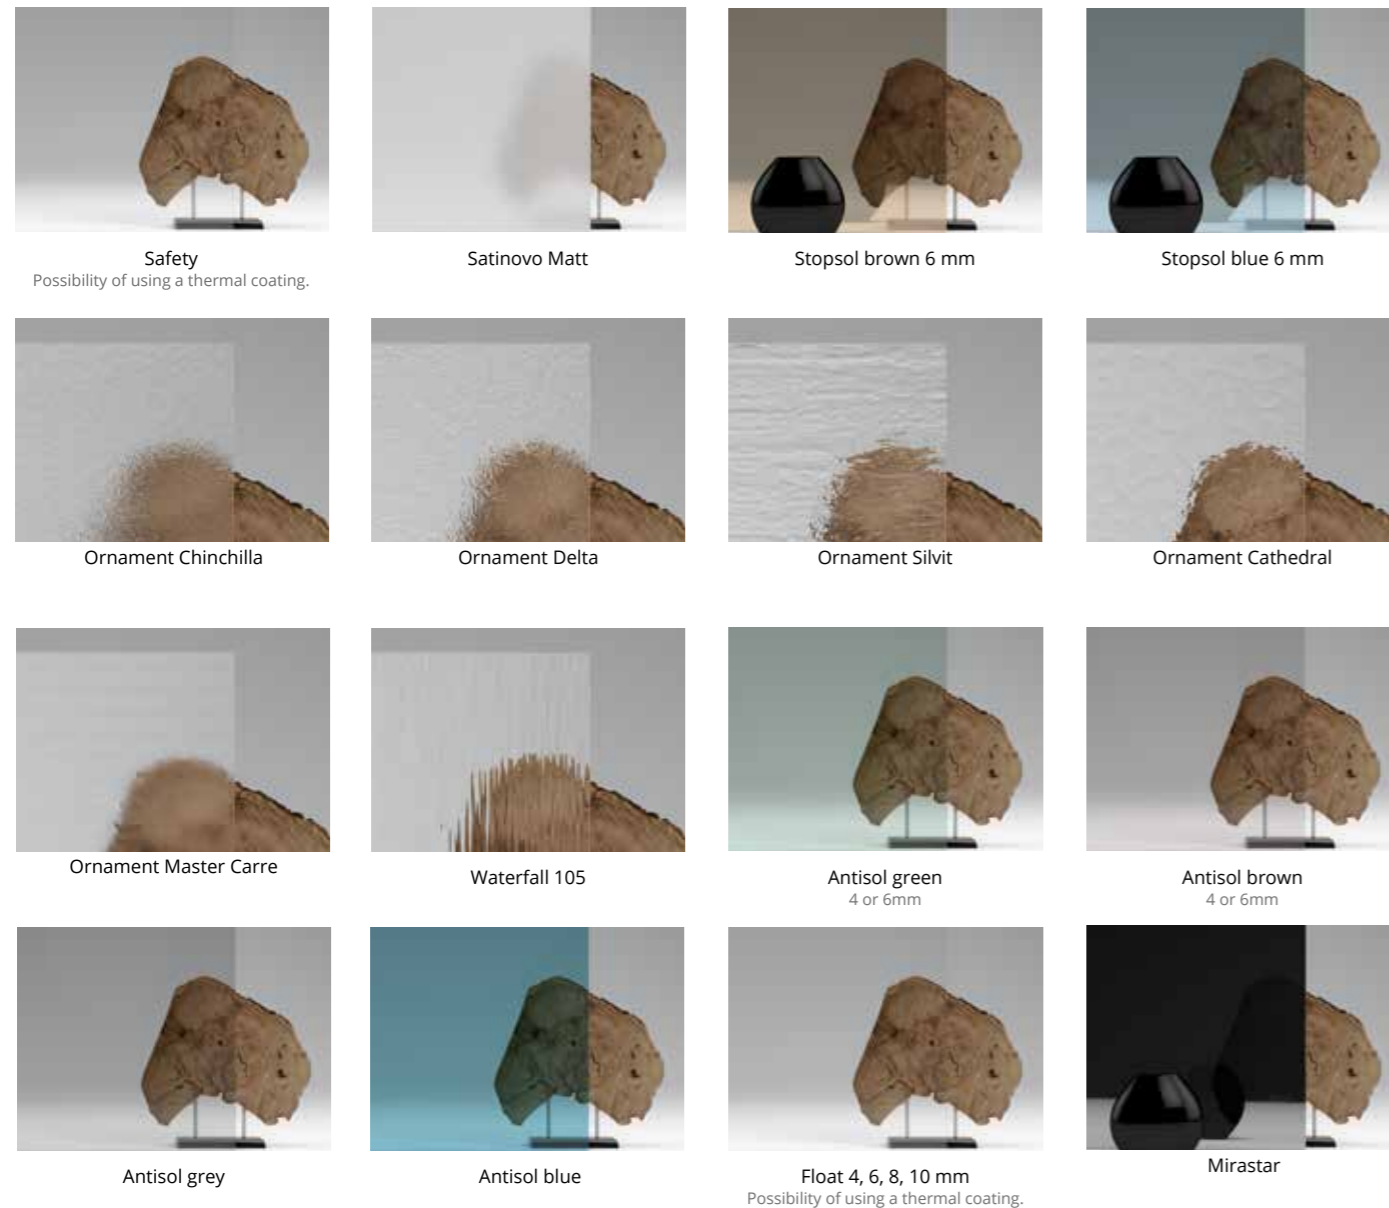 Safety
Possibility of using a thermal coating.
Satinovo Matt
Stopsol brown 6 mm
Stopsol blue 6 mm
Ornament Chinchilla
Ornament Delta
Ornament Silvit
Ornament Cathedral
Ornament Master Carre
Waterfall 105
Antisol green
4 or 6mm
Antisol brown
4 or 6mm
Antisol grey
Antisol blue
Float 4, 6, 8, 10 mm
Possibility of using a thermal coating.
Mirastar